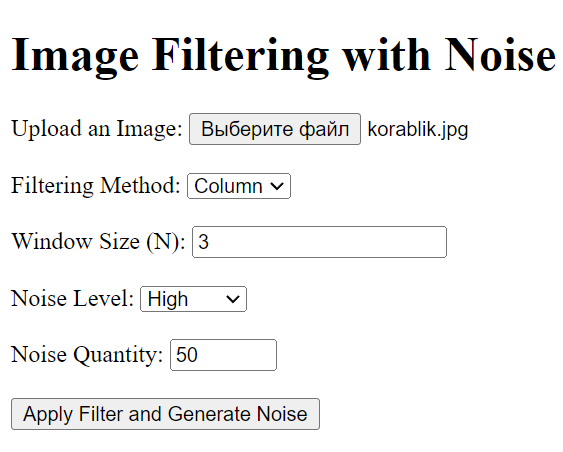 Image Filtering with Noise
Upload an Image: Выберите файл korablik.jpg
Filtering Method: Column
Window Size (N): 3
Noise Level: High
Noise Quantity: 50
Apply Filter and Generate Noise